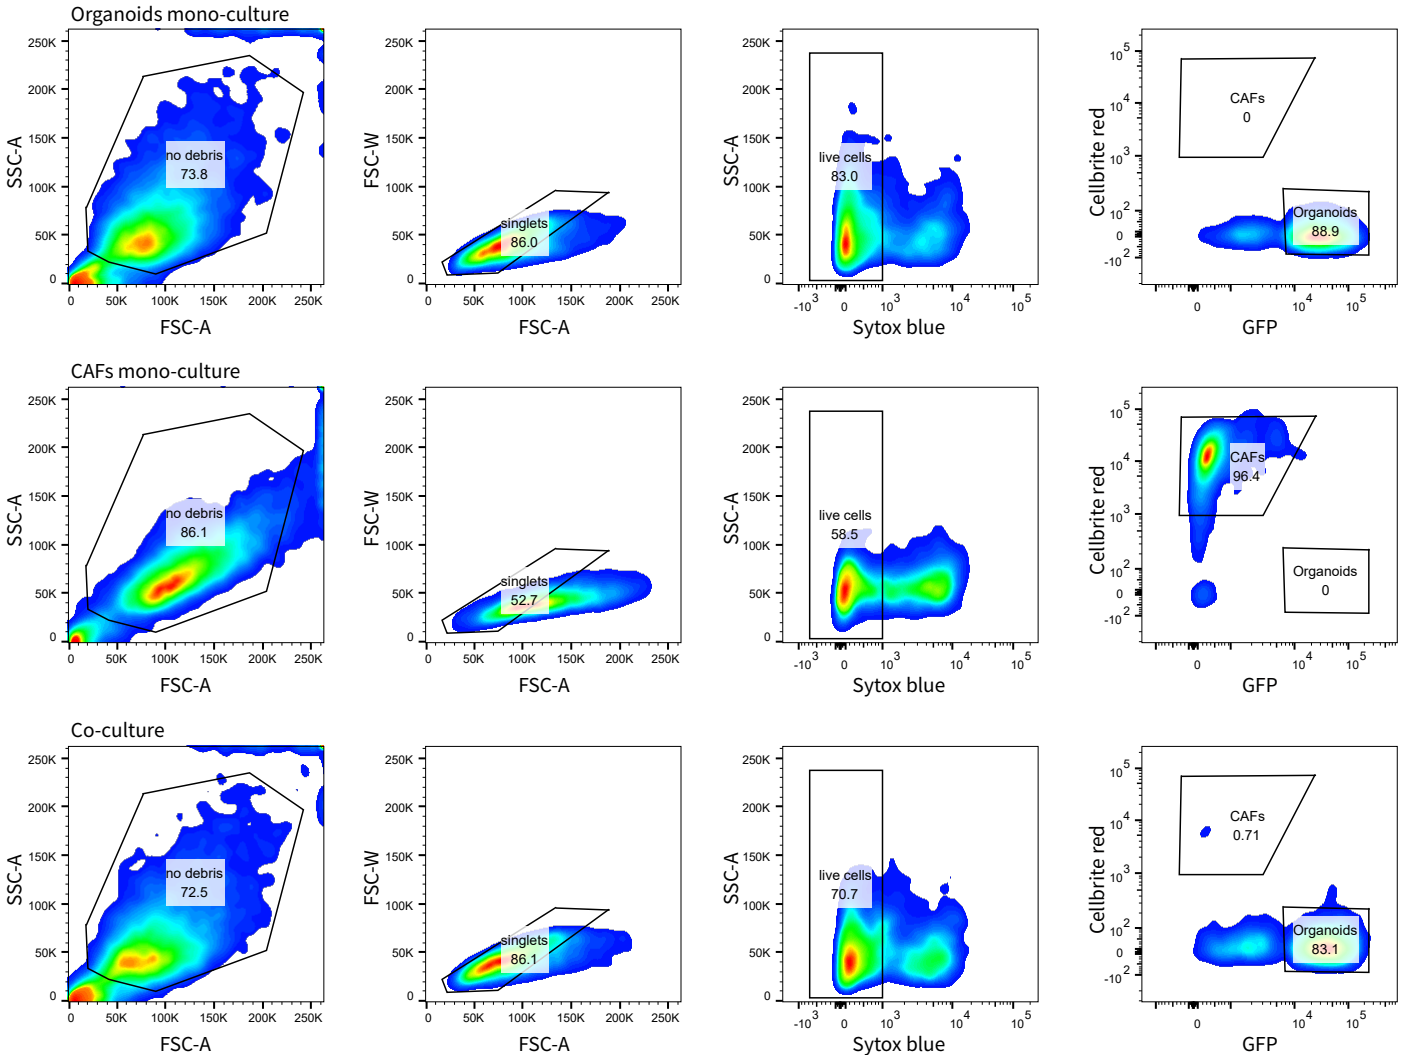 Organoids mono-culture
250K
200K
150K
100K
50K
0
SSC-A
no debris
73.8
0
50K
100K
150K
200K
250K
FSC-A
250K
200K
150K
100K
50K
0
FSC-W
singlets
86.0
0
50K
100K
150K
200K
250K
FSC-A
250K
200K
150K
100K
50K
0
SSC-A
live cells
83.0
-10^3
0
10^3
10^4
10^5
Sytox blue
10^5
10^4
10^3
10^2
0
-10^2
Cellbrite red
CAFs
0
Organoids
88.9
0
10^4
10^5
GFP
CAFs mono-culture
250K
200K
150K
100K
50K
0
SSC-A
no debris
86.1
0
50K
100K
150K
200K
250K
FSC-A
250K
200K
150K
100K
50K
0
FSC-W
singlets
52.7
0
50K
100K
150K
200K
250K
FSC-A
250K
200K
150K
100K
50K
0
SSC-A
live cells
58.5
-10^3
0
10^3
10^4
10^5
Sytox blue
10^5
10^4
10^3
10^2
0
-10^2
Cellbrite red
CAFs
96.4
Organoids
0
0
10^4
10^5
GFP
Co-culture
250K
200K
150K
100K
50K
0
SSC-A
no debris
72.5
0
50K
100K
150K
200K
250K
FSC-A
250K
200K
150K
100K
50K
0
FSC-W
singlets
86.1
0
50K
100K
150K
200K
250K
FSC-A
250K
200K
150K
100K
50K
0
SSC-A
live cells
70.7
-10^3
0
10^3
10^4
10^5
Sytox blue
10^5
10^4
10^3
10^2
0
-10^2
Cellbrite red
CAFs
0.71
Organoids
83.1
0
10^4
10^5
GFP